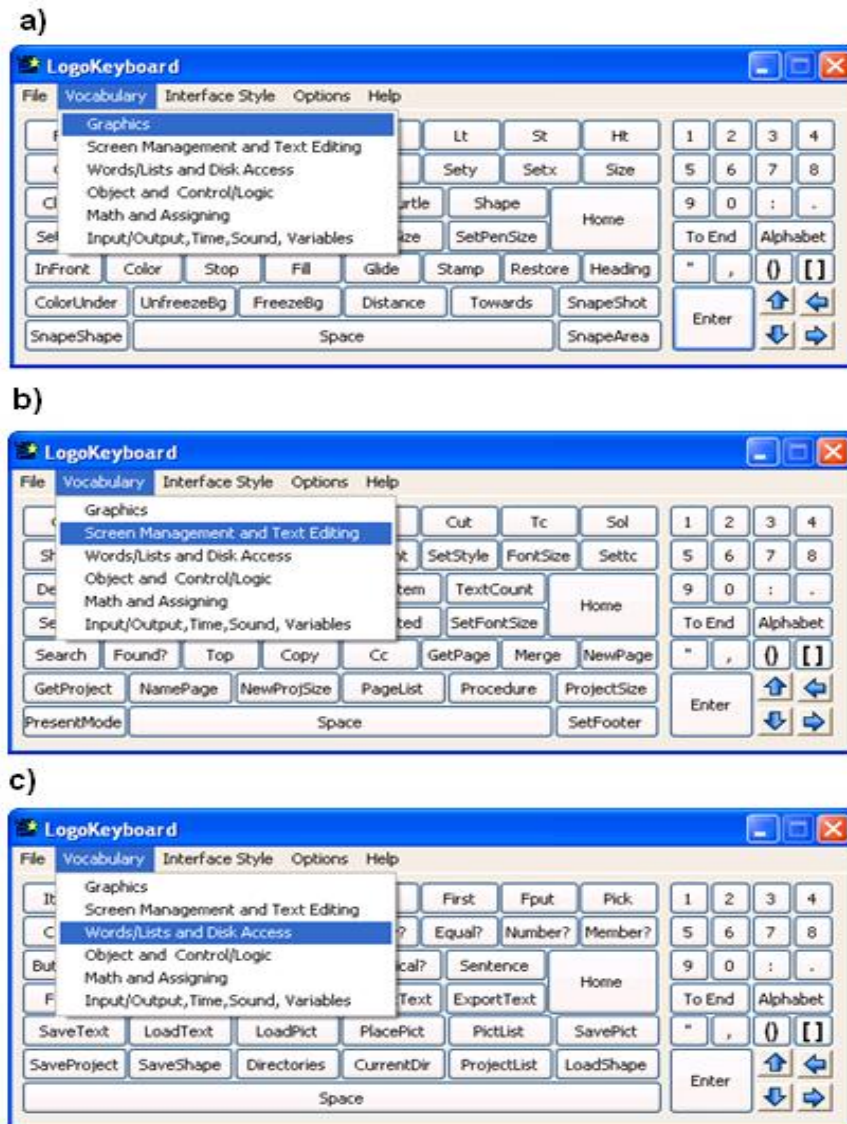 a)
LogoKeyboard
File Vocabulary Interface Style Options Help
Graphics
Lt St Ht 1 2 3 4
Screen Management and Text Editing
Words/Lists and Disk Access
Sety Setx Size 5 6 7 8
Object and Control/Logic
Shape Home 9 0 : .
Math and Assigning
Input/Output,Time,Sound, Variables
SetPenSize To End Alphabet
InFront Color Stop Fill Glide Stamp Restore Heading " , () []
ColorUnder UnfreezeBg FreezeBg Distance Towards SnapeShot Enter
SnapeShape Space SnapeArea
b)
LogoKeyboard
File Vocabulary Interface Style Options Help
Graphics
Cut Tc Sol 1 2 3 4
Screen Management and Text Editing
Words/Lists and Disk Access
SetStyle FontSize Settc 5 6 7 8
Object and Control/Logic
TextCount Home 9 0 : .
Math and Assigning
Input/Output,Time,Sound, Variables
SetFontSize To End Alphabet
Search Found? Top Copy Cc GetPage Merge NewPage " , () []
GetProject NamePage NewProjSize PageList Procedure ProjectSize Enter
PresentMode Space SetFooter
c)
LogoKeyboard
File Vocabulary Interface Style Options Help
Graphics
First Fput Pick 1 2 3 4
Screen Management and Text Editing
Words/Lists and Disk Access
Equal? Number? Member? 5 6 7 8
Object and Control/Logic
Sentence Home 9 0 : .
Math and Assigning
Input/Output,Time,Sound, Variables
ExportText To End Alphabet
SaveText LoadText LoadPict PlacePict PictList SavePict " , () []
SaveProject SaveShape Directories CurrentDir ProjectList LoadShape Enter
Space